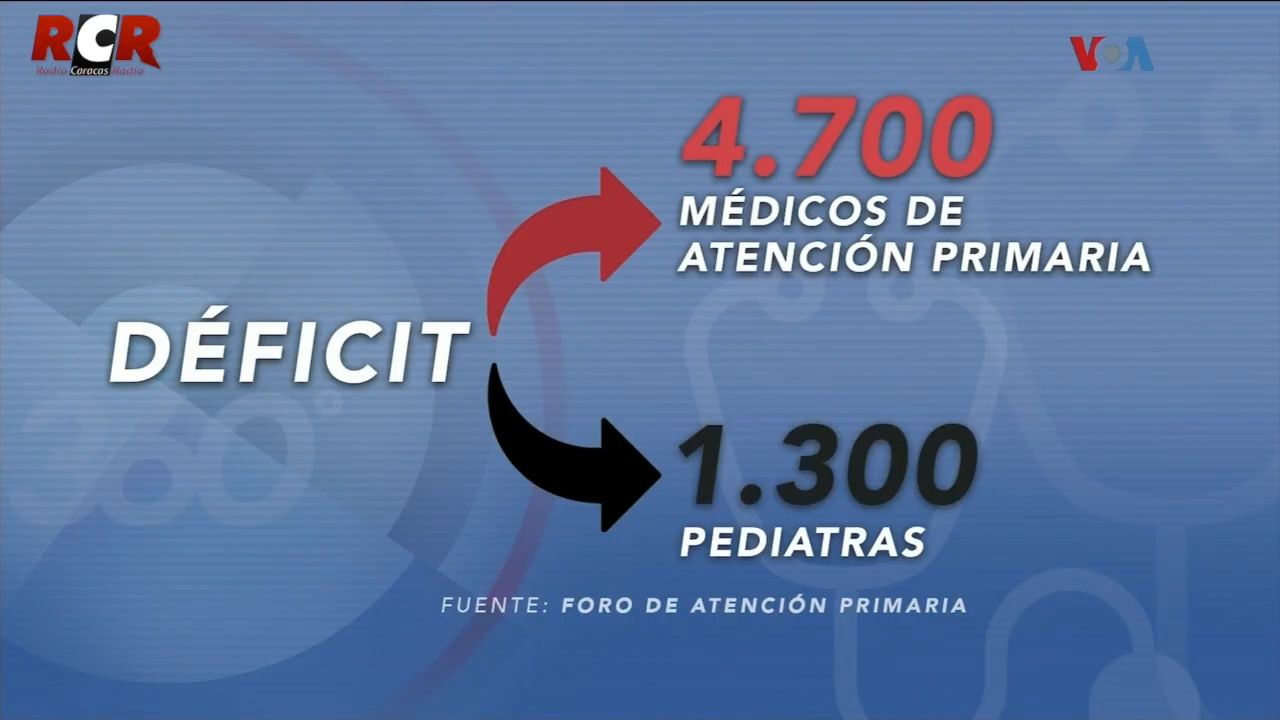 RCR
Radio Caracas Radio
VOA
4.700
MÉDICOS DE
ATENCIÓN PRIMARIA
DÉFICIT
360°
1.300
PEDIATRAS
FUENTE: FORO DE ATENCIÓN PRIMARIA